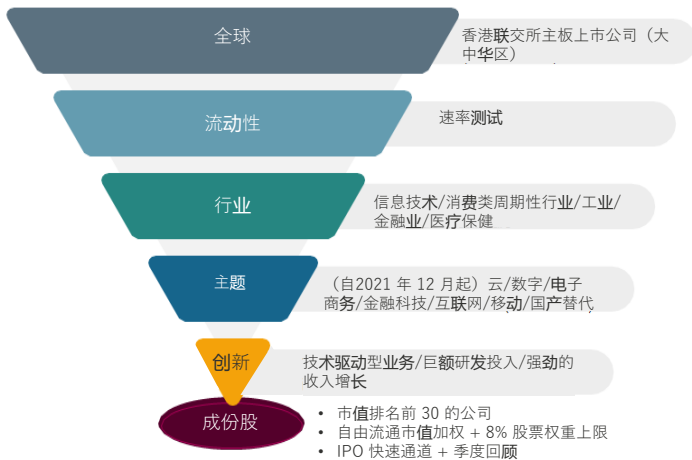 全球
香港联交所主板上市公司（大
中华区）
流动性
速率测试
行业
信息技术/消费类周期性行业/工业/
金融业/医疗保健
主题
（自2021 年 12 月起）云/数字/电子
商务/金融科技/互联网/移动/国产替代
创新
技术驱动型业务/巨额研发投入/强劲的
收入增长
成份股
• 市值排名前 30 的公司
• 自由流通市值加权 + 8% 股票权重上限
• IPO 快速通道 + 季度回顾